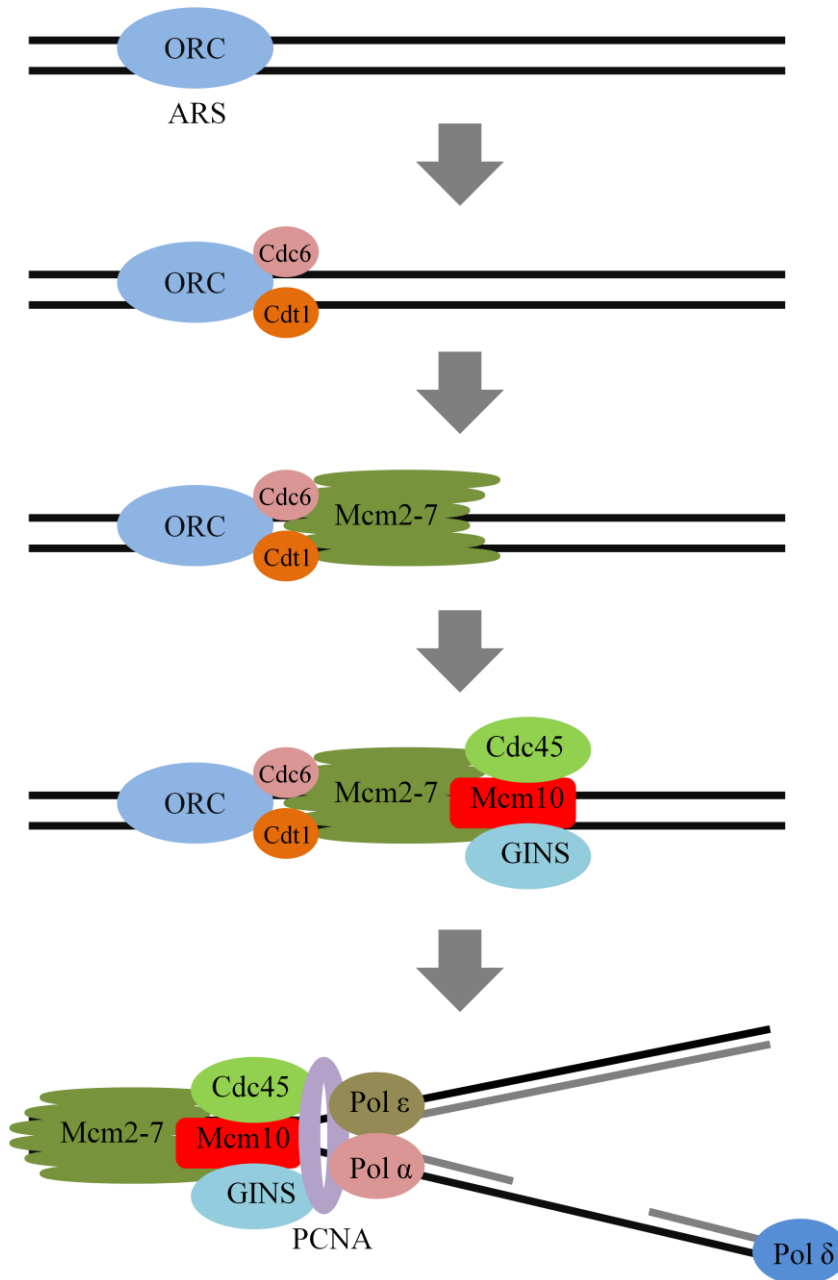 ORC
ARS
Cdc6
ORC
Cdt1
Cdc6
Mcm2-7
ORC
Cdt1
Cdc45
Cdc6
Mcm2-7
Mcm10
ORC
Cdt1
GINS
Cdc45
Pol ε
Mcm2-7
Mcm10
Pol α
GINS
PCNA
Pol δ